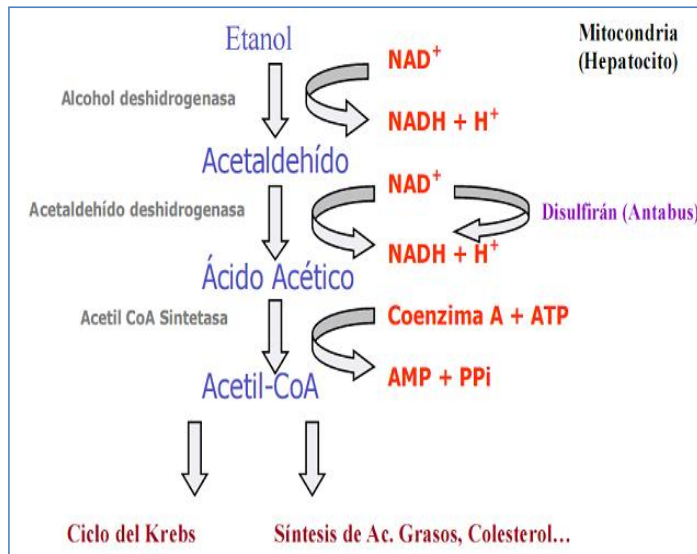 Etanol
Mitocondria
(Hepatocito)
NAD+
Alcohol deshidrogenasa
NADH + H+
Acetaldehído
NAD+
Acetaldehído deshidrogenasa
Disulfirán (Antabus)
NADH + H+
Ácido Acético
Acetil CoA Sintetasa
Coenzima A + ATP
Acetil-CoA
AMP + PPi
Ciclo del Krebs
Síntesis de Ac. Grasos, Colesterol...